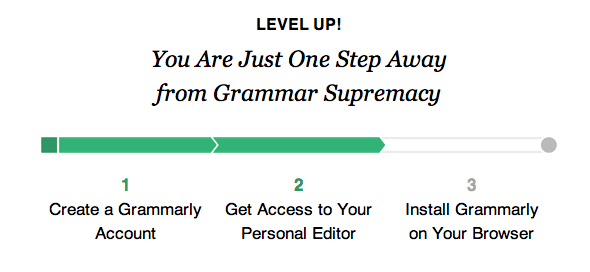 LEVEL UP!
You Are Just One Step Away
from Grammar Supremacy
1
Create a Grammarly
Account
2
Get Access to Your
Personal Editor
3
Install Grammarly
on Your Browser